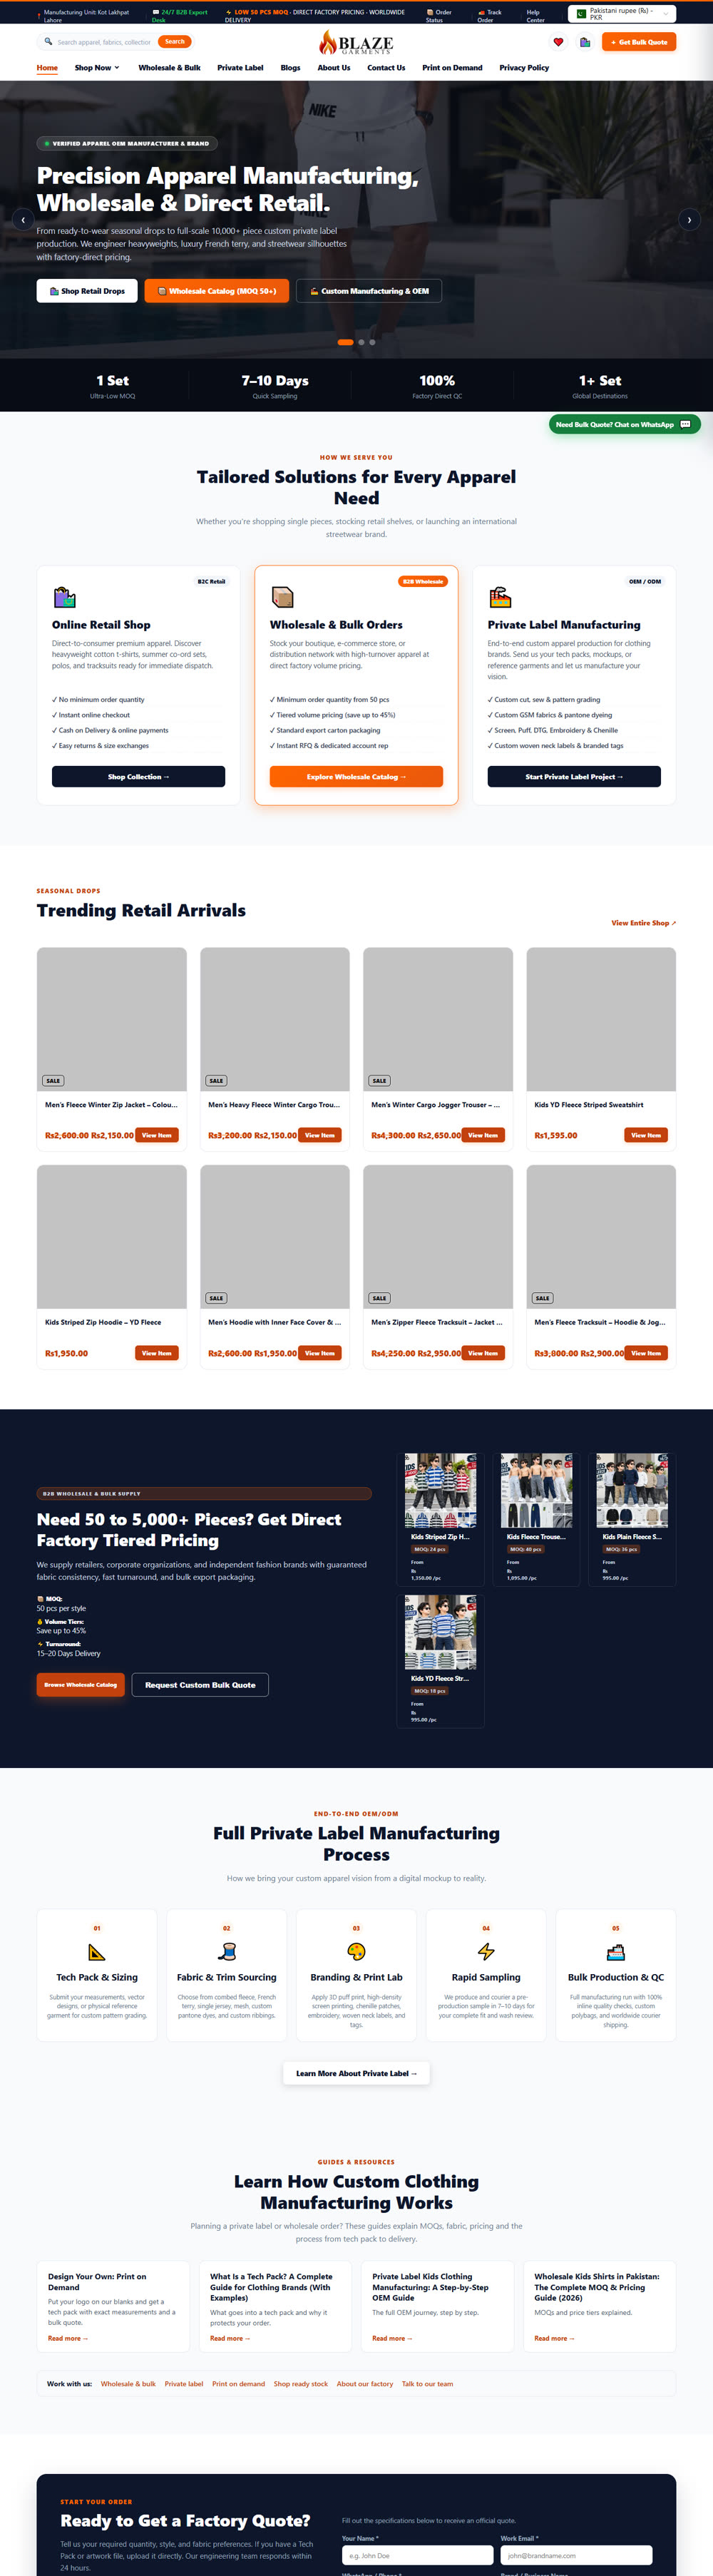 Manufacturing Unit: Kot Lakhpat
Lahore
24/7 B2B Export
Desk
LOW 50 PCS MOQ · DIRECT FACTORY PRICING · WORLDWIDE
DELIVERY
Order
Status
Track
Order
Help
Center
Pakistani rupee (₨) -
PKR
Search apparel, fabrics, collection
Search
BLAZE
GARMENTS
+ Get Bulk Quote
Home
Shop Now
Wholesale & Bulk
Private Label
Blogs
About Us
Contact Us
Print on Demand
Privacy Policy
NIKE
VERIFIED APPAREL OEM MANUFACTURER & BRAND
Precision Apparel Manufacturing,
Wholesale & Direct Retail.
From ready-to-wear seasonal drops to full-scale 10,000+ piece custom private label
production. We engineer heavyweights, luxury French terry, and streetwear silhouettes
with factory-direct pricing.
Shop Retail Drops
Wholesale Catalog (MOQ 50+)
Custom Manufacturing & OEM
1 Set
Ultra-Low MOQ
7–10 Days
Quick Sampling
100%
Factory Direct QC
1+ Set
Global Destinations
Need Bulk Quote? Chat on WhatsApp
HOW WE SERVE YOU
Tailored Solutions for Every Apparel
Need
Whether you're shopping single pieces, stocking retail shelves, or launching an international
streetwear brand.
B2C Retail
Online Retail Shop
Direct-to-consumer premium apparel. Discover
heavyweight cotton t-shirts, summer co-ord sets,
polos, and tracksuits ready for immediate dispatch.
✓ No minimum order quantity
✓ Instant online checkout
✓ Cash on Delivery & online payments
✓ Easy returns & size exchanges
Shop Collection →
B2B Wholesale
Wholesale & Bulk Orders
Stock your boutique, e-commerce store, or
distribution network with high-turnover apparel at
direct factory volume pricing.
✓ Minimum order quantity from 50 pcs
✓ Tiered volume pricing (save up to 45%)
✓ Standard export carton packaging
✓ Instant RFQ & dedicated account rep
Explore Wholesale Catalog →
OEM / ODM
Private Label Manufacturing
End-to-end custom apparel production for clothing
brands. Send us your tech packs, mockups, or
reference garments and let us manufacture your
vision.
✓ Custom cut, sew & pattern grading
✓ Custom GSM fabrics & pantone dyeing
✓ Screen, Puff, DTG, Embroidery & Chenille
✓ Custom woven neck labels & branded tags
Start Private Label Project →
SEASONAL DROPS
Trending Retail Arrivals
View Entire Shop ↗
SALE
Men's Fleece Winter Zip Jacket – Colou...
Rs2,600.00 Rs2,150.00
View Item
SALE
Men's Heavy Fleece Winter Cargo Trou...
Rs3,200.00 Rs2,150.00
View Item
SALE
Men's Winter Cargo Jogger Trouser – ...
Rs4,300.00 Rs2,650.00
View Item
Kids YD Fleece Striped Sweatshirt
Rs1,595.00
View Item
Kids Striped Zip Hoodie – YD Fleece
Rs1,950.00
View Item
SALE
Men's Hoodie with Inner Face Cover & ...
Rs2,600.00 Rs1,950.00
View Item
SALE
Men's Zipper Fleece Tracksuit – Jacket ...
Rs4,250.00 Rs2,950.00
View Item
SALE
Men's Fleece Tracksuit – Hoodie & Jog...
Rs3,800.00 Rs2,900.00
View Item
B2B WHOLESALE & BULK SUPPLY
Need 50 to 5,000+ Pieces? Get Direct
Factory Tiered Pricing
We supply retailers, corporate organizations, and independent fashion brands with guaranteed
fabric consistency, fast turnaround, and bulk export packaging.
MOQ:
50 pcs per style
Volume Tiers:
Save up to 45%
Turnaround:
15–20 Days Delivery
Browse Wholesale Catalog
Request Custom Bulk Quote
Kids Striped Zip H...
MOQ: 24 pcs
From
₨
1,350.00 /pc
Kids Fleece Trouse...
MOQ: 40 pcs
From
₨
1,095.00 /pc
Kids Plain Fleece S...
MOQ: 36 pcs
From
₨
995.00 /pc
Kids YD Fleece Str...
MOQ: 18 pcs
From
₨
995.00 /pc
END-TO-END OEM/ODM
Full Private Label Manufacturing
Process
How we bring your custom apparel vision from a digital mockup to reality.
01
Tech Pack & Sizing
Submit your measurements, vector
designs, or physical reference
garment for custom pattern grading.
02
Fabric & Trim Sourcing
Choose from combed fleece, French
terry, single jersey, mesh, custom
pantone dyes, and custom ribbings.
03
Branding & Print Lab
Apply 3D puff print, high-density
screen printing, chenille patches,
embroidery, woven neck labels, and
tags.
04
Rapid Sampling
We produce and courier a pre-
production sample in 7–10 days for
your complete fit and wash review.
05
Bulk Production & QC
Full manufacturing run with 100%
inline quality checks, custom
polybags, and worldwide courier
shipping.
Learn More About Private Label →
GUIDES & RESOURCES
Learn How Custom Clothing
Manufacturing Works
Planning a private label or wholesale order? These guides explain MOQs, fabric, pricing and the
process from tech pack to delivery.
Design Your Own: Print on
Demand
Put your logo on our blanks and get a
tech pack with exact measurements and a
bulk quote.
Read more →
What Is a Tech Pack? A Complete
Guide for Clothing Brands (With
Examples)
What goes into a tech pack and why it
protects your order.
Read more →
Private Label Kids Clothing
Manufacturing: A Step-by-Step
OEM Guide
The full OEM journey, step by step.
Read more →
Wholesale Kids Shirts in Pakistan:
The Complete MOQ & Pricing
Guide (2026)
MOQs and price tiers explained.
Read more →
Work with us:
Wholesale & bulk
Private label
Print on demand
Shop ready stock
About our factory
Talk to our team
START YOUR ORDER
Ready to Get a Factory Quote?
Tell us your required quantity, style, and fabric preferences. If you have a Tech
Pack or artwork file, upload it directly. Our engineering team responds within
24 hours.
Fill out the specifications below to receive an official quote.
Your Name *
Work Email *
e.g. John Doe
john@brandname.com